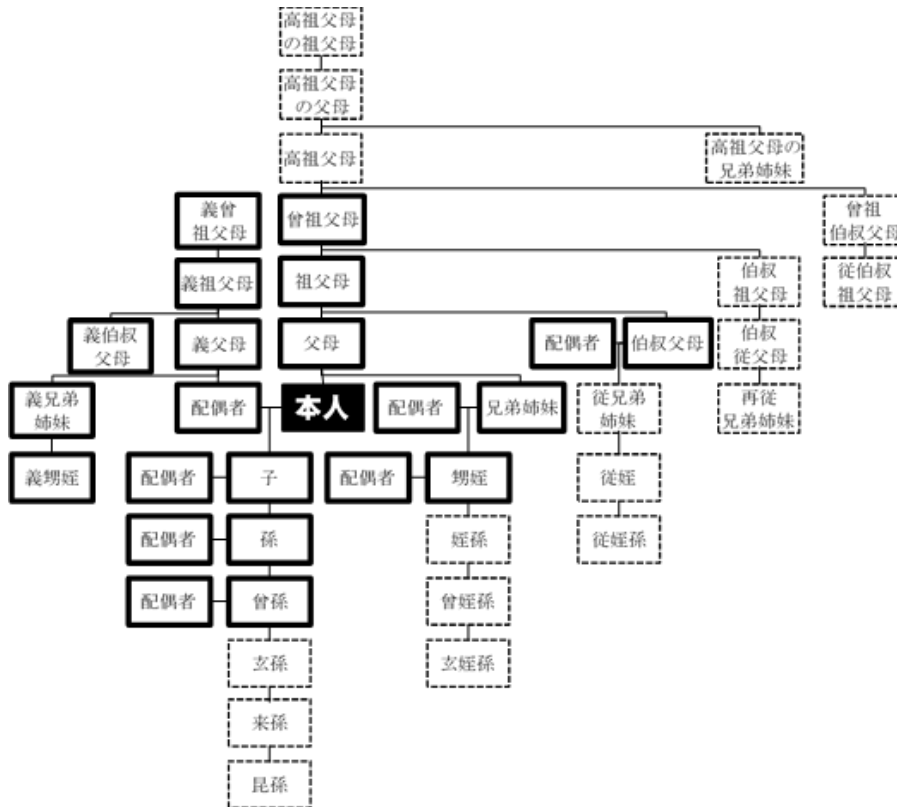 高祖父母
の祖父母
高祖父母
の父母
高祖父母
高祖父母の
兄弟姉妹
義曾
祖父母
曾祖父母
曾祖
伯叔父母
義祖父母
祖父母
伯叔
祖父母
従伯叔
祖父母
義伯叔
父母
義父母
父母
配偶者
伯叔父母
伯叔
従父母
義兄弟
姉妹
配偶者
本人
配偶者
兄弟姉妹
従兄弟
姉妹
再従
兄弟姉妹
義甥姪
配偶者
子
配偶者
甥姪
従姪
配偶者
孫
姪孫
従姪孫
配偶者
曾孫
曾姪孫
玄孫
玄姪孫
来孫
昆孫